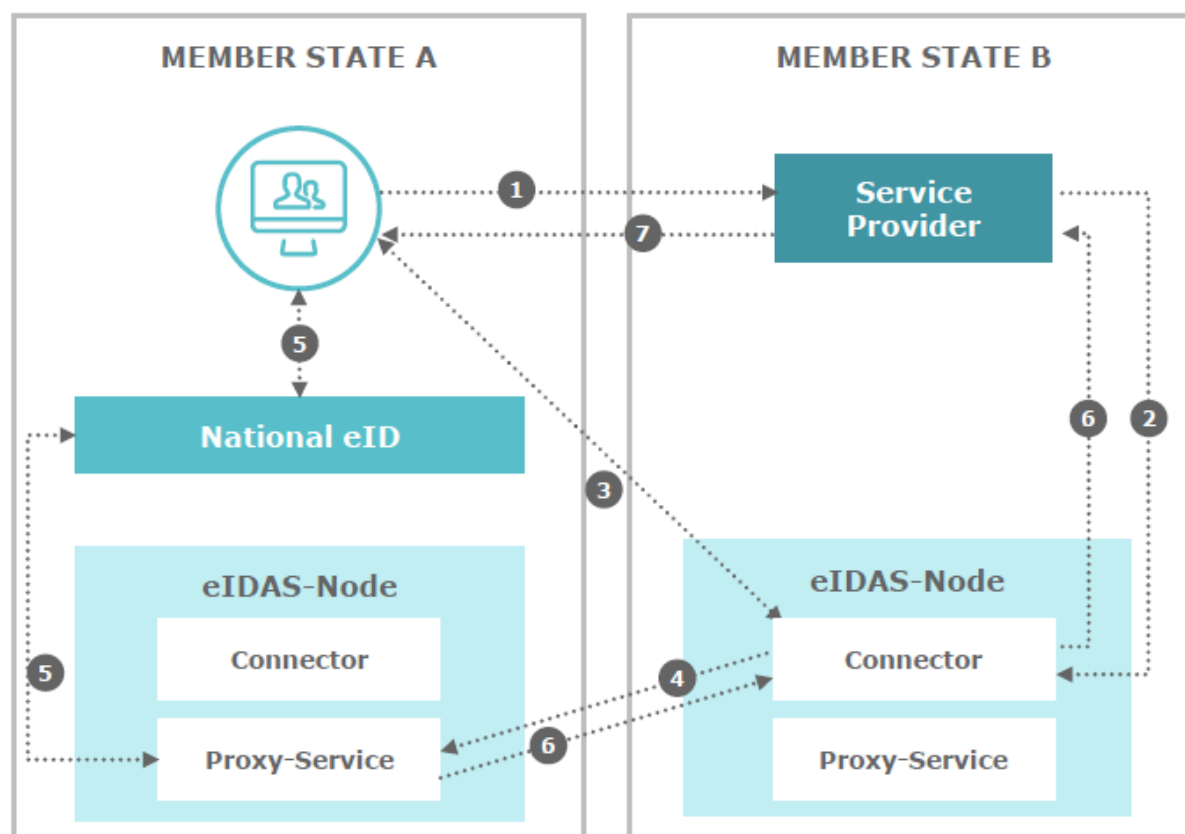 MEMBER STATE A
MEMBER STATE B
1
Service
Provider
7
5
National eID
6
2
3
eIDAS-Node
eIDAS-Node
Connector
Connector
5
4
6
Proxy-Service
Proxy-Service